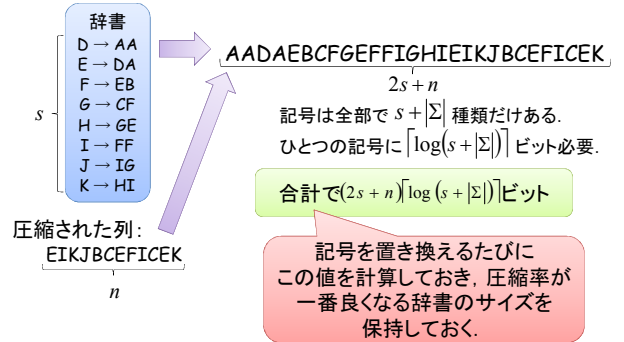 辞書
D → AA
E → DA
F → EB
G → CF
H → GE
I → FF
J → IG
K → HI
s
圧縮された列:
EIKJBCEFICEK
n
AADAEBCFGEFFIGHIEIKJBCEFICEK
2s+n
記号は全部で s+|Σ| 種類だけある.
ひとつの記号に ⌈log(s+|Σ|)⌉ ビット必要.
合計で(2s+n)⌈log(s+|Σ|)⌉ビット
記号を置き換えるたびに
この値を計算しておき, 圧縮率が
一番良くなる辞書のサイズを
保持しておく.